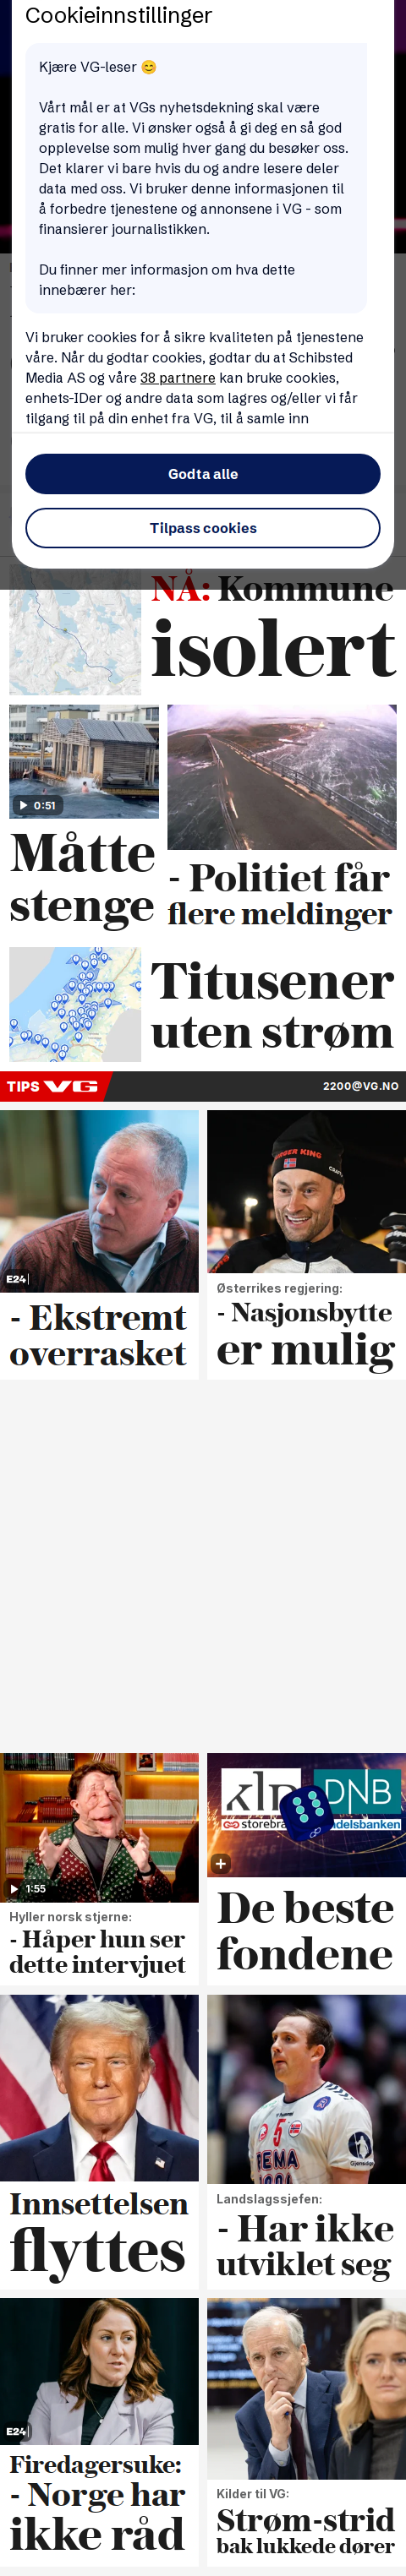 Cookieinnstillinger
Kjære VG-leser 😊
Vårt mål er at VGs nyhetsdekning skal være
gratis for alle. Vi ønsker også å gi deg en så god
opplevelse som mulig hver gang du besøker oss.
Det klarer vi bare hvis du og andre lesere deler
data med oss. Vi bruker denne informasjonen til
å forbedre tjenestene og annonsene i VG - som
finansierer journalistikken.
Du finner mer informasjon om hva dette
innebærer her:
Vi bruker cookies for å sikre kvaliteten på tjenestene
våre. Når du godtar cookies, godtar du at Schibsted
Media AS og våre 38 partnere kan bruke cookies,
enhets-IDer og andre data som lagres og/eller vi får
tilgang til på din enhet fra VG, til å samle inn
Godta alle
Tilpass cookies
NÅ: Kommune
isolert
0:51
Måtte
stenge
- Politiet får
flere meldinger
Titusener
uten strøm
TIPS VG
2200@VG.NO
E24
- Ekstremt
overrasket
BURGER KING
CRAFT
Østerrikes regjering:
- Nasjonsbytte
er mulig
1:55
Hyller norsk stjerne:
- Håper hun ser
dette intervjuet
DNB
storebra
ndelsbanken
De beste
fondene
Innsettelsen
flyttes
5
Gjensidige
Landslagssjefen:
- Har ikke
utviklet seg
E24
Firedagersuke:
- Norge har
ikke råd
Kilder til VG:
Strøm-strid
bak lukkede dører